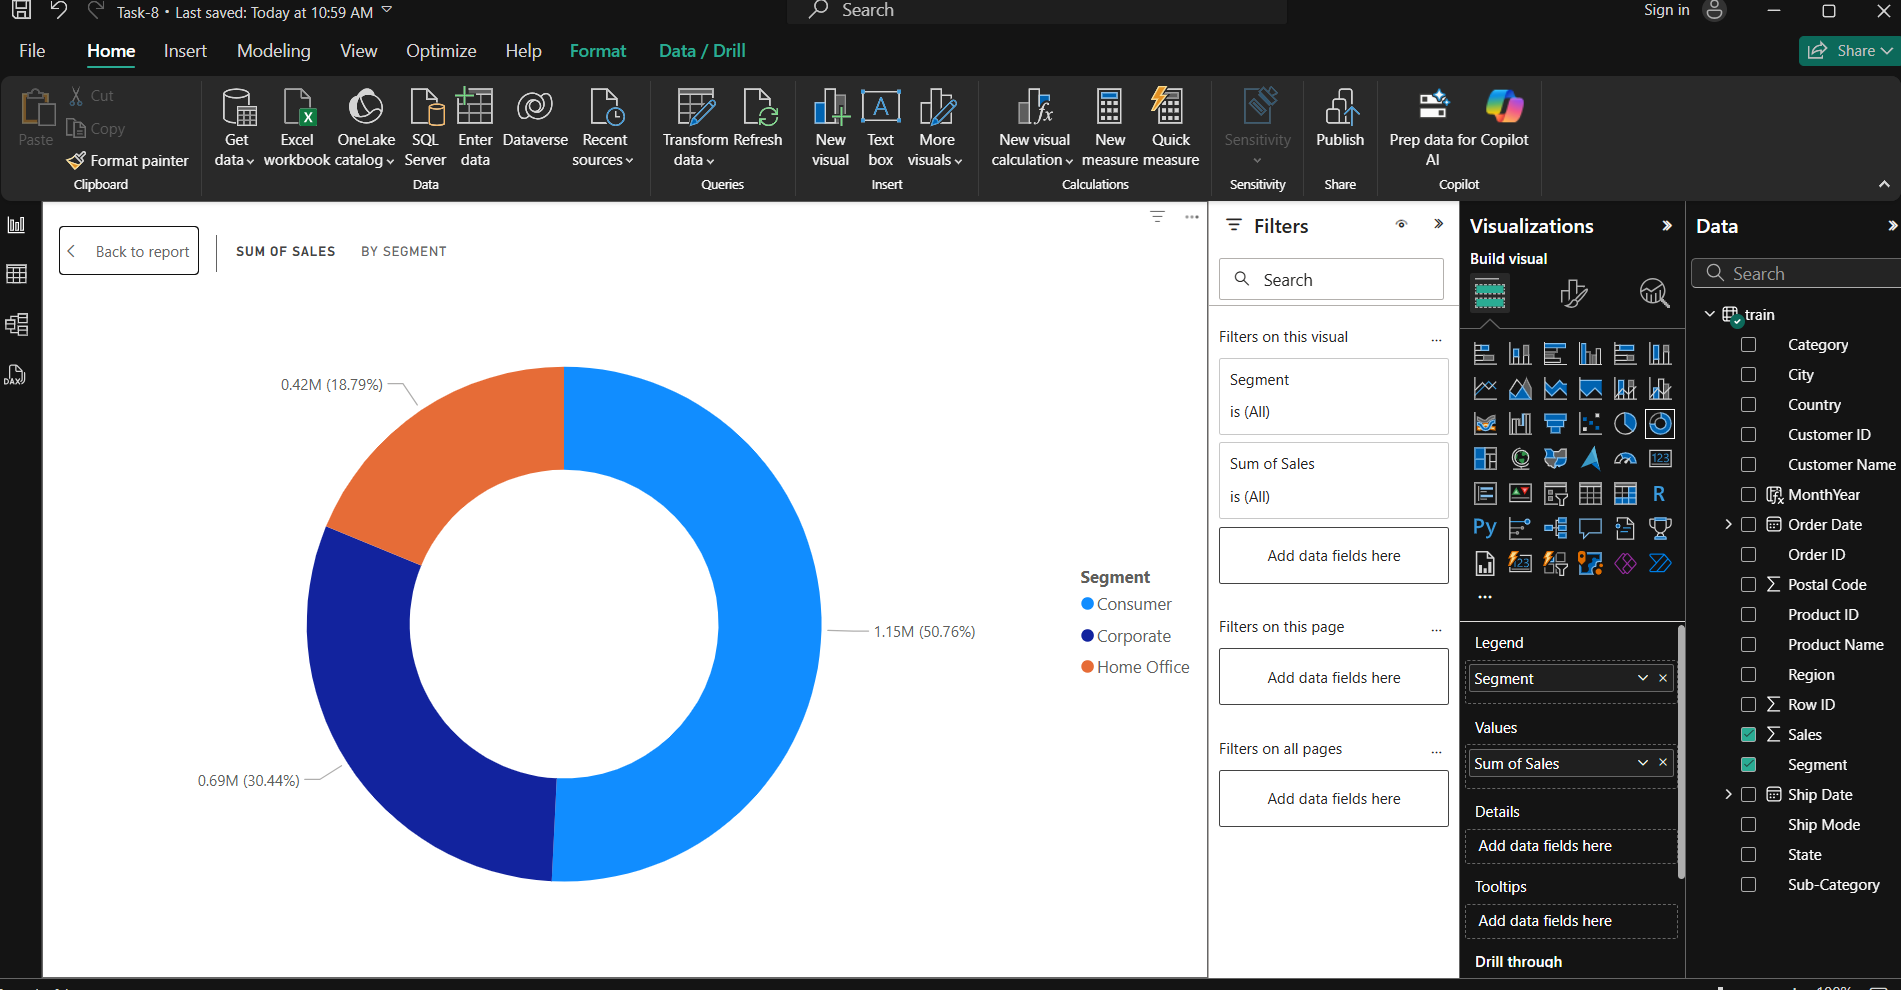 Task-8 • Last saved: Today at 10:59 AM
Search
Sign in
File Home Insert Modeling View Optimize Help Format Data / Drill
Share
Paste
Cut
Copy
Format painter
Clipboard
Get data
Excel workbook
OneLake catalog
SQL Server
Enter data
Dataverse
Recent sources
Data
Transform data
Refresh
Queries
New visual
Text box
More visuals
Insert
New visual calculation
New measure
Quick measure
Calculations
Sensitivity
Sensitivity
Publish
Share
Prep data for AI
Copilot
Copilot
DAX
Back to report
SUM OF SALES BY SEGMENT
0.42M (18.79%)
1.15M (50.76%)
0.69M (30.44%)
Segment
Consumer
Corporate
Home Office
Filters
Search
Filters on this visual
Segment
is (All)
Sum of Sales
is (All)
Add data fields here
Filters on this page
Add data fields here
Filters on all pages
Add data fields here
Visualizations
Build visual
123
R
Py
123
Legend
Segment
Values
Sum of Sales
Details
Add data fields here
Tooltips
Add data fields here
Drill through
Data
Search
train
Category
City
Country
Customer ID
Customer Name
MonthYear
Order Date
Order ID
Postal Code
Product ID
Product Name
Region
Row ID
Sales
Segment
Ship Date
Ship Mode
State
Sub-Category